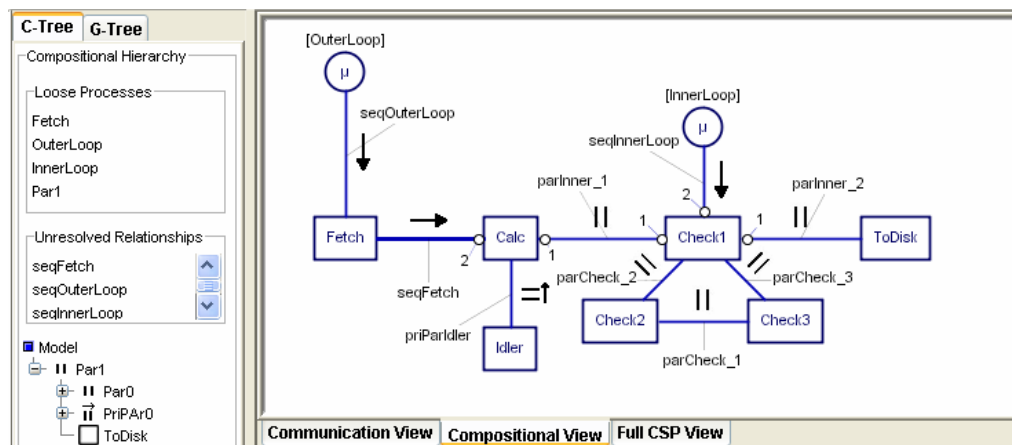 C-Tree
G-Tree
Compositional Hierarchy
Loose Processes
Fetch
OuterLoop
InnerLoop
Par1
Unresolved Relationships
seqFetch
seqOuterLoop
seqInnerLoop
Model
Par1
Par0
PriPAr0
ToDisk
[OuterLoop]
μ
seqOuterLoop
[InnerLoop]
μ
seqInnerLoop
parInner_1
parInner_2
2
1
1
Fetch
Calc
Check1
ToDisk
2
1
seqFetch
parCheck_2
parCheck_3
priParIdler
Check2
Check3
Idler
parCheck_1
Communication View
Compositional View
Full CSP View